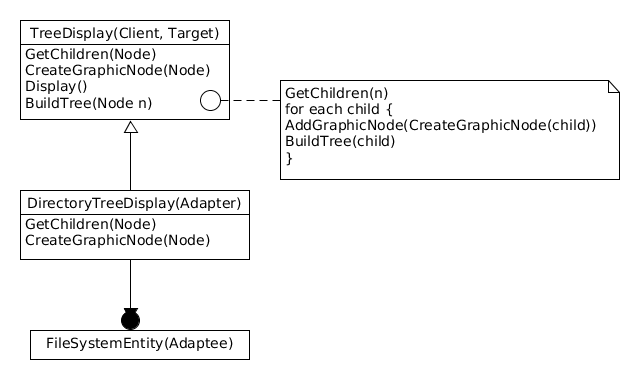 TreeDisplay(Client, Target)
GetChildren(Node)
CreateGraphicNode(Node)
Display()
BuildTree(Node n)
GetChildren(n)
for each child {
AddGraphicNode(CreateGraphicNode(child))
BuildTree(child)
}
DirectoryTreeDisplay(Adapter)
GetChildren(Node)
CreateGraphicNode(Node)
FileSystemEntity(Adaptee)